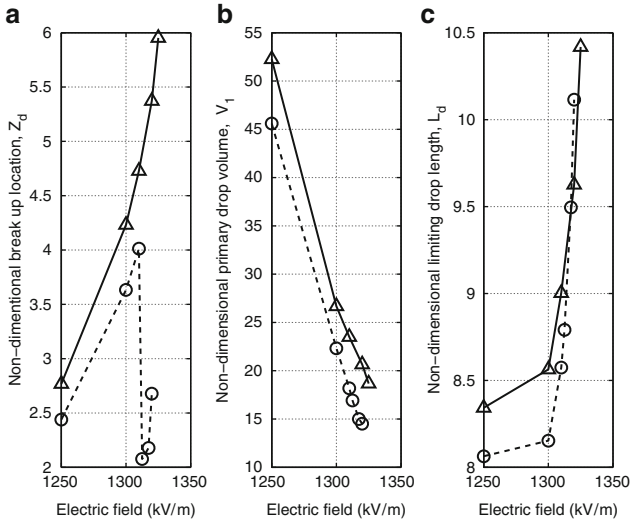 a
Non-dimentional break up location, Z_d
6
5.5
5
4.5
4
3.5
3
2.5
2
1250 1300 1350
Electric field (kV/m)
b
Non-dimensional primary drop volume, V_1
55
50
45
40
35
30
25
20
15
10
1250 1300 1350
Electric field (kV/m)
c
Non-dimensional limiting drop length, L_d
10.5
10
9.5
9
8.5
8
1250 1300 1350
Electric field (kV/m)